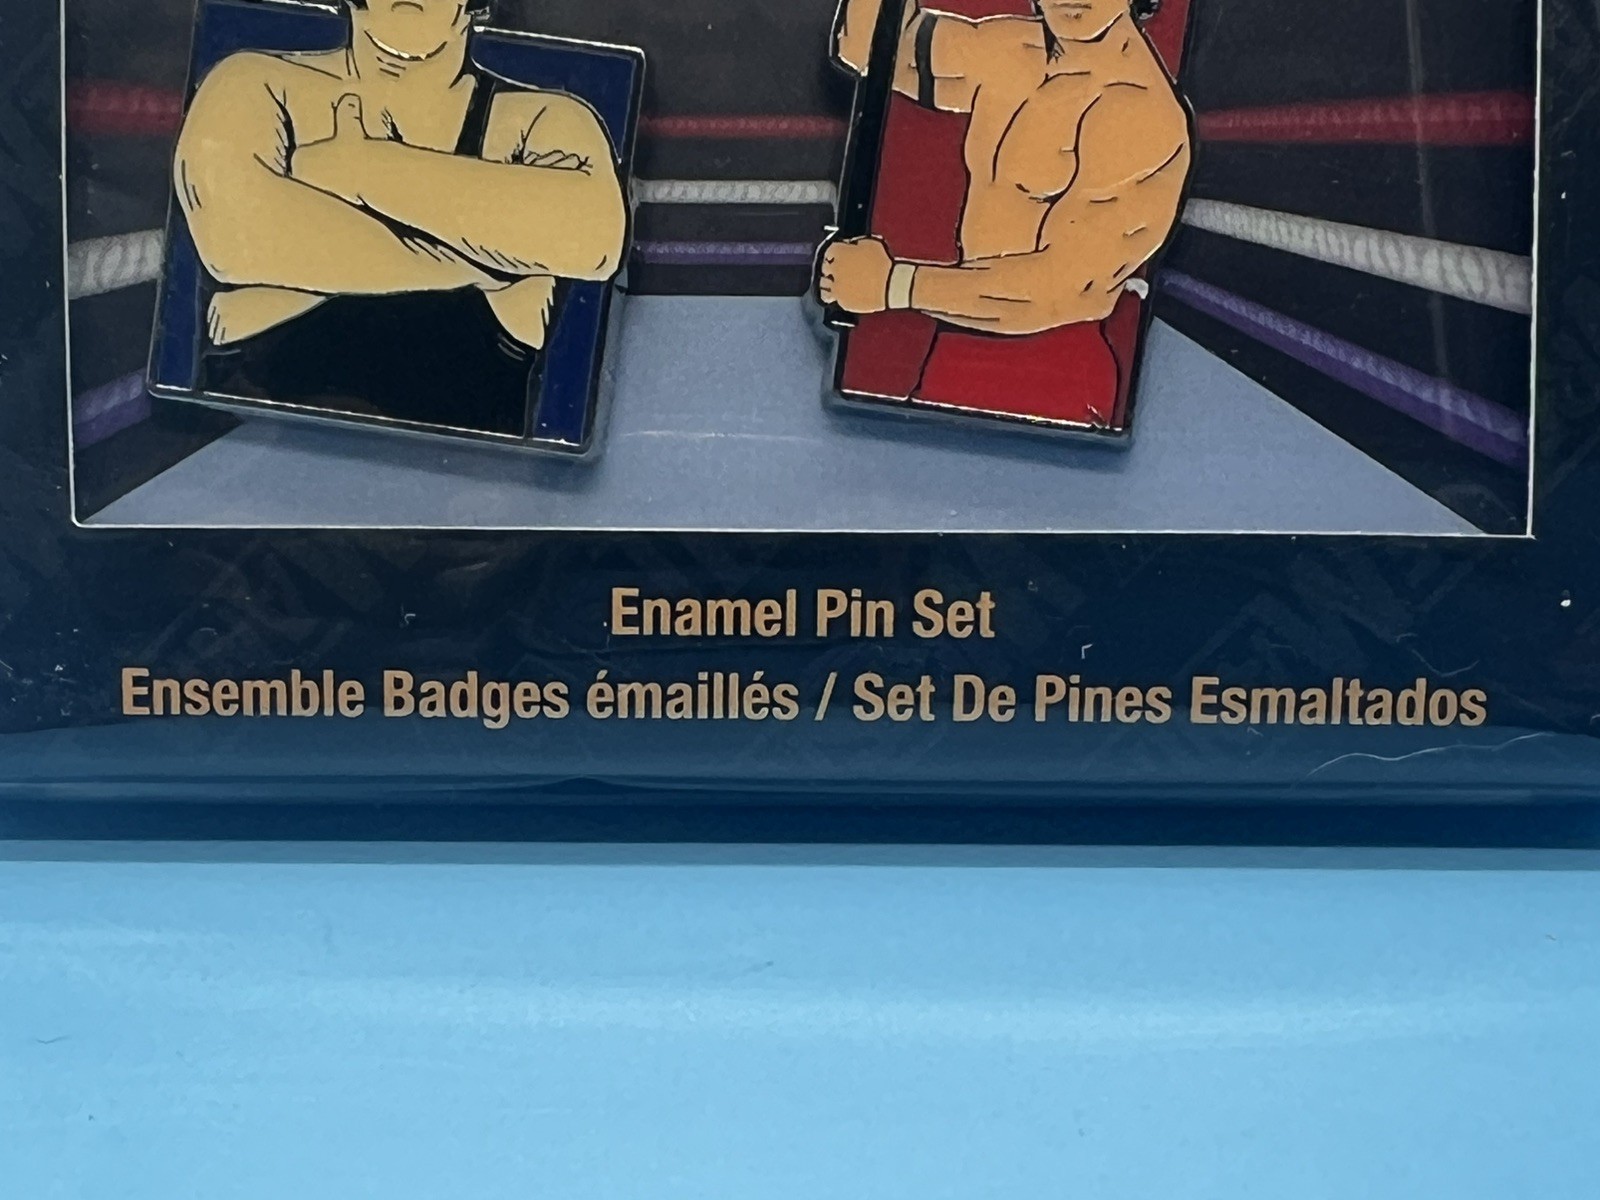 Enamel Pin Set
Ensemble Badges émaillés / Set De Pines Esmaltados